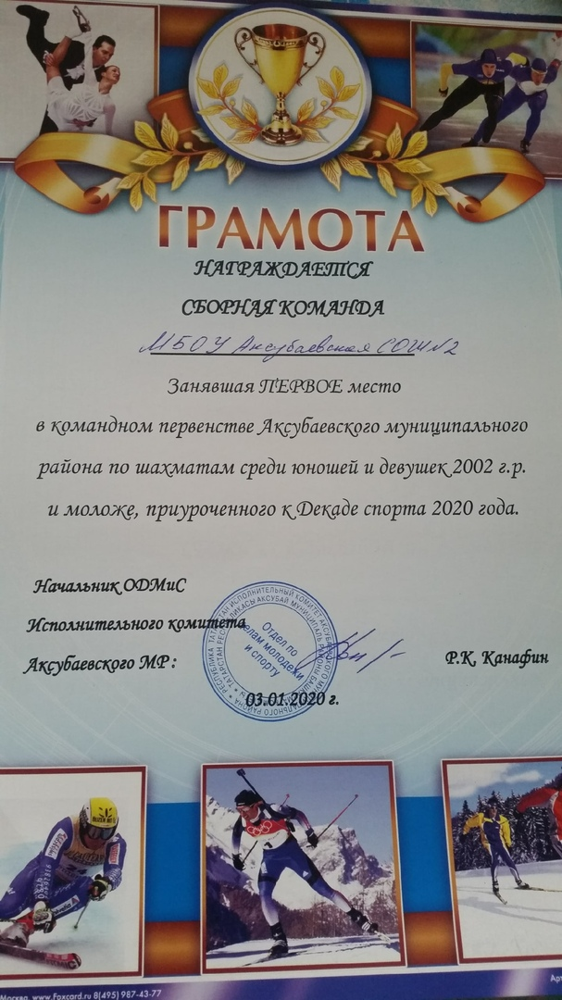 ГРАМОТА
НАГРАЖДАЕТСЯ
СБОРНАЯ КОМАНДА
МБОУ Аксубаевская СОШ№2
Занявшая ПЕРВОЕ место
в командном первенстве Аксубаевского муниципального
района по шахматам среди юношей и девушек 2002 г.р.
и моложе, приуроченного к Декаде спорта 2020 года.
Начальник ОДМиС
Исполнительного комитета
Аксубаевского МР:
Р.К. Канафин
Отдел по
делам молодежи
и спорту
03.01.2020 г.
Москва, www.Foxcard.ru 8(495) 987-43-77
Арт